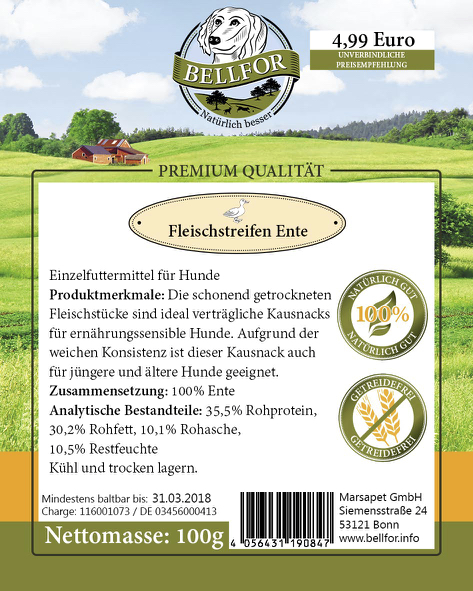 BELLFOR
Natürlich besser
4,99 Euro
UNVERBINDLICHE
PREISEMPFEHLUNG
PREMIUM QUALITÄT
Fleischstreifen Ente
Einzelfuttermittel für Hunde
Produktmerkmale: Die schonend getrockneten
Fleischstücke sind ideal verträgliche Kausnacks
für ernährungssensible Hunde. Aufgrund der
weichen Konsistenz ist dieser Kausnack auch
für jüngere und ältere Hunde geeignet.
Zusammensetzung: 100% Ente
Analytische Bestandteile: 35,5% Rohprotein,
30,2% Rohfett, 10,1% Rohasche,
10,5% Restfeuchte
Kühl und trocken lagern.
NATÜRLICH GUT
100%
NATÜRLICH GUT
GETREIDEFREI
GETREIDEFREI
Mindestens baltbar bis: 31.03.2018
Charge: 116001073 / DE 03456000413
Nettomasse: 100g
4 056431 190847
Marsapet GmbH
Siemensstraße 24
53121 Bonn
www.bellfor.info